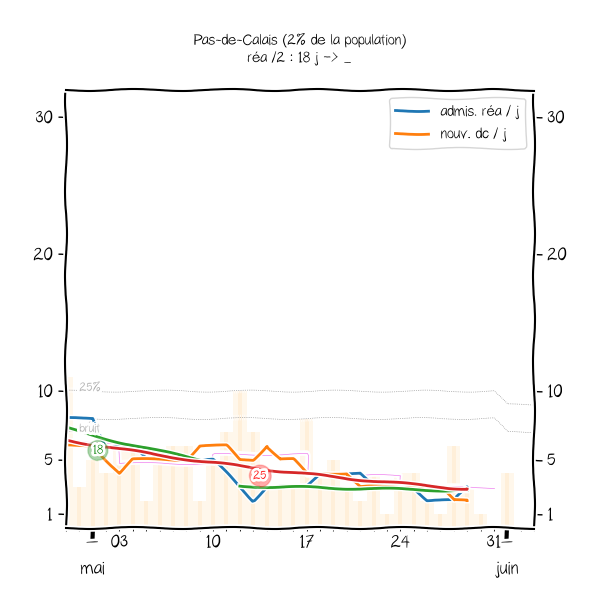 Pas-de-Calais (2% de la population)
réa /2 : 18 j -> _
30 30
admis. réa / j
nouv. dc / j
20 20
25%
10 10
bruit
18
5 5
25
1 1
03 10 17 24 31
mai juin